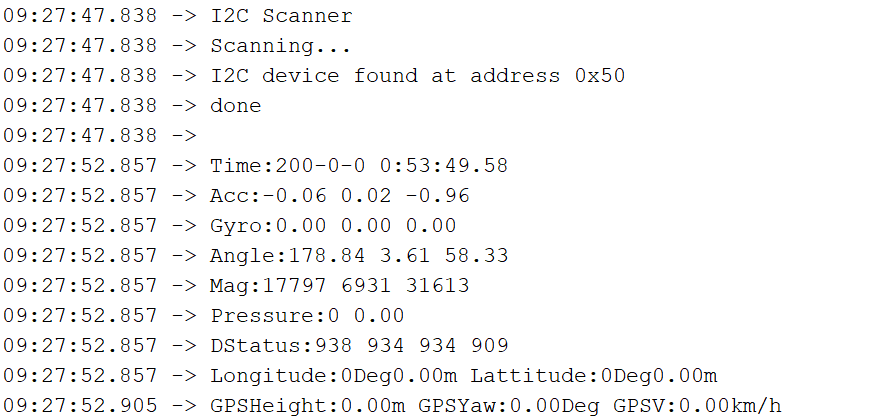 09:27:47.838 -> I2C Scanner
09:27:47.838 -> Scanning...
09:27:47.838 -> I2C device found at address 0x50
09:27:47.838 -> done
09:27:47.838 ->
09:27:52.857 -> Time:200-0-0 0:53:49.58
09:27:52.857 -> Acc:-0.06 0.02 -0.96
09:27:52.857 -> Gyro:0.00 0.00 0.00
09:27:52.857 -> Angle:178.84 3.61 58.33
09:27:52.857 -> Mag:17797 6931 31613
09:27:52.857 -> Pressure:0 0.00
09:27:52.857 -> DStatus:938 934 934 909
09:27:52.857 -> Longitude:0Deg0.00m Lattitude:0Deg0.00m
09:27:52.905 -> GPSHeight:0.00m GPSYaw:0.00Deg GPSV:0.00km/h